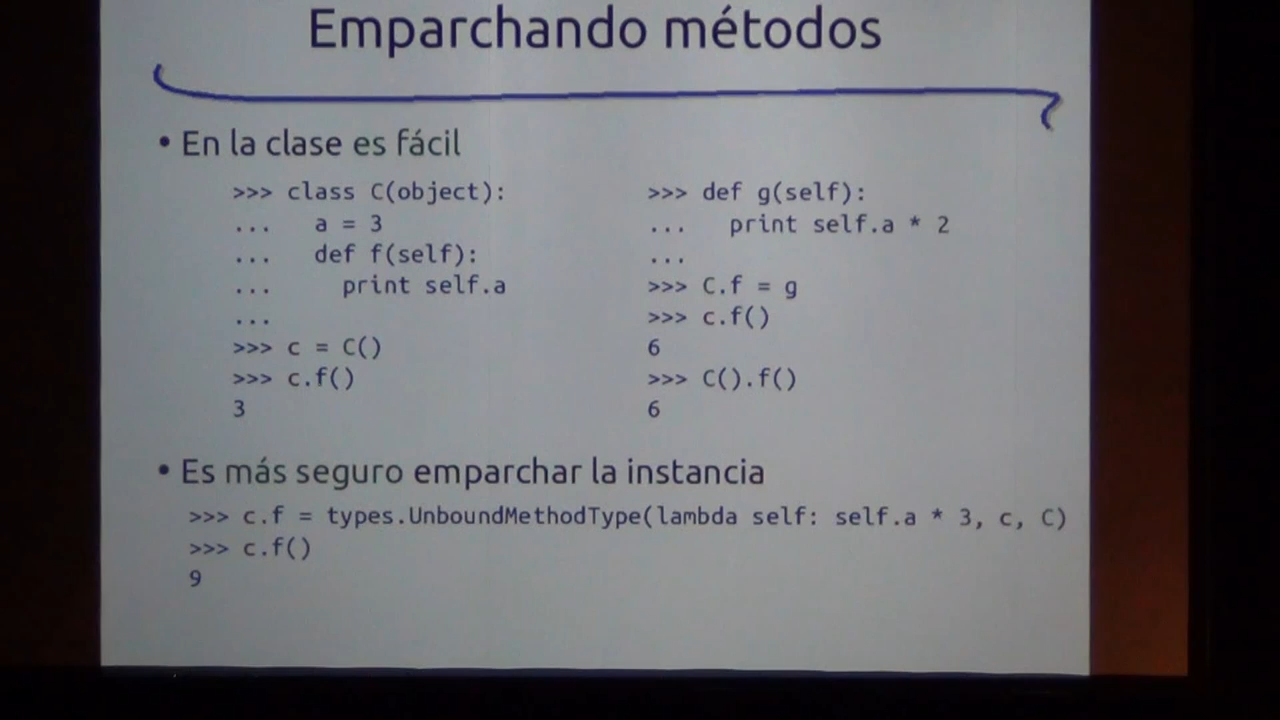 Emparchando métodos
• En la clase es fácil
>>> class C(object):
...   a = 3
...   def f(self):
...     print self.a
...
>>> c = C()
>>> c.f()
3
>>> def g(self):
...   print self.a * 2
...
>>> C.f = g
>>> c.f()
6
>>> C().f()
6
• Es más seguro emparchar la instancia
>>> c.f = types.UnboundMethodType(lambda self: self.a * 3, c, C)
>>> c.f()
9